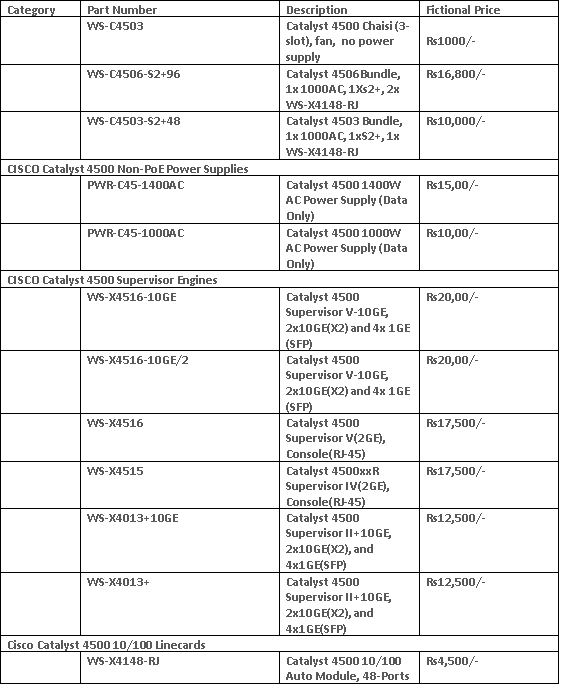 Category Part Number Description Fictional Price
WS-C4503 Catalyst 4500 Chaisi (3-
slot), fan, no power Rs1000/-
supply
WS-C4506-S2+96 Catalyst 4506Bundle, Rs16,800/-
1x 1000AC, 1Xs2+, 2x
WS-X4148-RJ
WS-C4503-S2+48 Catalyst 4503 Bundle, Rs10,000/-
1x 1000AC, 1xS2+, 1x
WS-X4148-RJ
CISCO Catalyst 4500 Non-PoE Power Supplies
PWR-C45-1400AC Catalyst 4500 1400W Rs15,00/-
AC Power Supply (Data
Only)
PWR-C45-1000AC Catalyst 4500 1000W Rs10,00/-
AC Power Supply (Data
Only)
CISCO Catalyst 4500 Supervisor Engines
WS-X4516-10GE Catalyst 4500 Rs20,00/-
Supervisor V-10GE,
2x10GE(X2) and 4x 1GE
(SFP)
WS-X4516-10GE/2 Catalyst 4500 Rs20,00/-
Supervisor V-10GE,
2x10GE(X2) and 4x 1GE
(SFP)
WS-X4516 Catalyst 4500 Rs17,500/-
Supervisor V(2GE),
Console(RJ-45)
WS-X4515 Catalyst 4500xxR Rs17,500/-
Supervisor IV(2GE),
Console(RJ-45)
WS-X4013+10GE Catalyst 4500 Rs12,500/-
Supervisor II+10GE,
2x10GE(X2), and
4x1GE(SFP)
WS-X4013+ Catalyst 4500 Rs12,500/-
Supervisor II+10GE,
2x10GE(X2), and
4x1GE(SFP)
Cisco Catalyst 4500 10/100 Linecards
WS-X4148-RJ Catalyst 4500 10/100 Rs4,500/-
Auto Module, 48-Ports